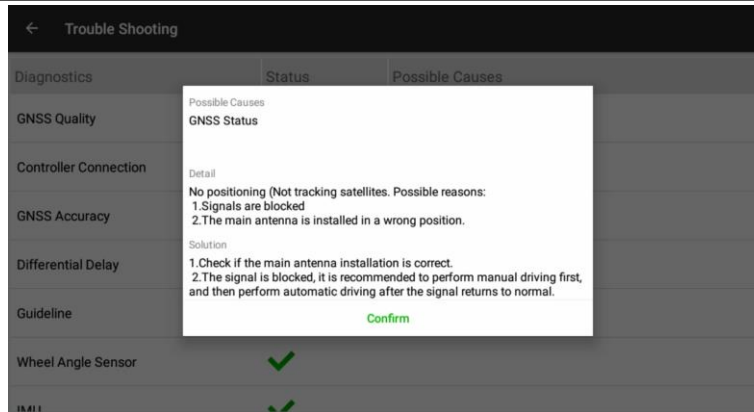 Trouble Shooting
Diagnostics Status Possible Causes
GNSS Quality
Controller Connection
GNSS Accuracy
Differential Delay
Guideline
Wheel Angle Sensor
IMU
Possible Causes
GNSS Status
Detail
No positioning (Not tracking satellites. Possible reasons:
1.Signals are blocked
2.The main antenna is installed in a wrong position.
Solution
1.Check if the main antenna installation is correct.
2.The signal is blocked, it is recommended to perform manual driving first,
and then perform automatic driving after the signal returns to normal.
Confirm